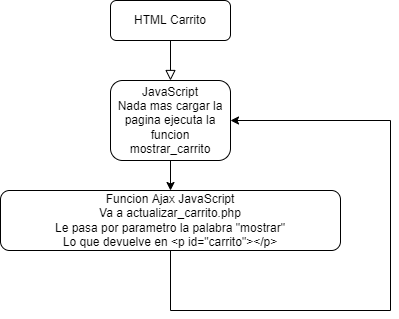 HTML Carrito
JavaScript
Nada mas cargar la
pagina ejecuta la
funcion
mostrar_carrito
Funcion Ajax JavaScript
Va a actualizar_carrito.php
Le pasa por parametro la palabra "mostrar"
Lo que devuelve en <p id="carrito"></p>